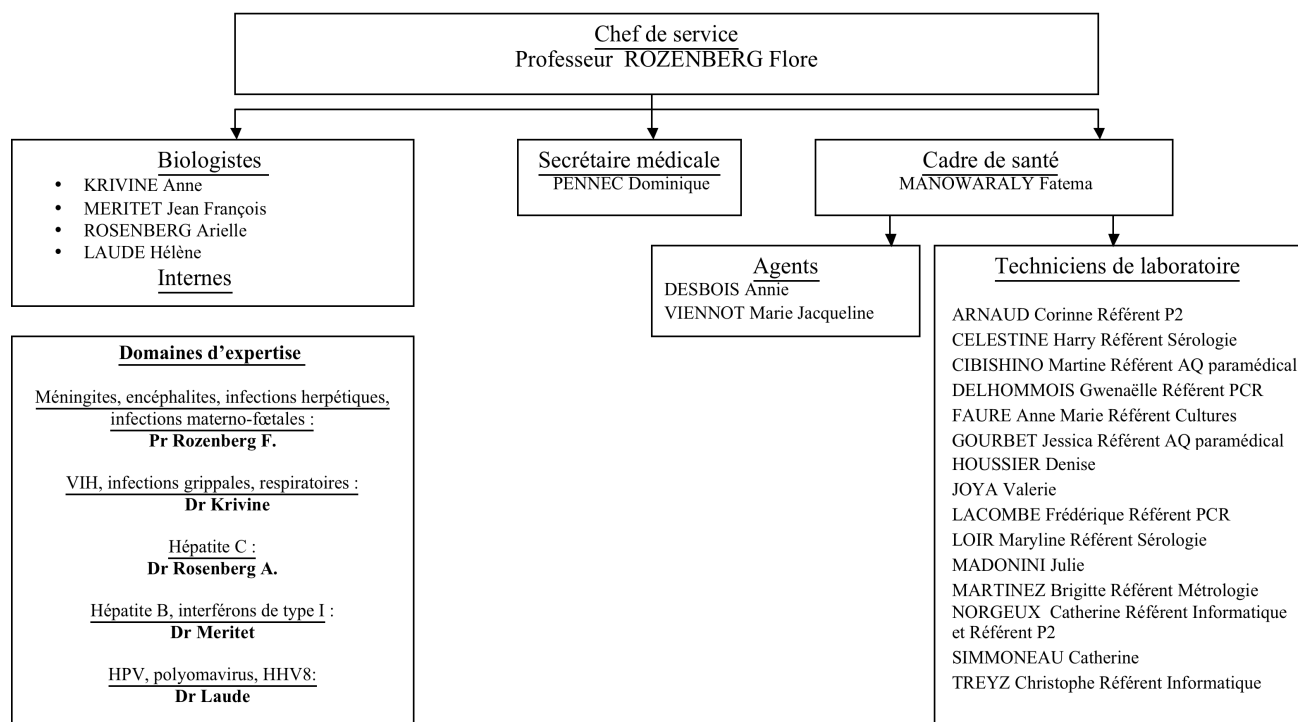 Chef de service
Professeur ROZENBERG Flore
Biologistes
• KRIVINE Anne
• MERITET Jean François
• ROSENBERG Arielle
• LAUDE Hélène
Internes
Secrétaire médicale
PENNEC Dominique
Cadre de santé
MANOWARALY Fatema
Agents
DESBOIS Annie
VIENNOT Marie Jacqueline
Techniciens de laboratoire
ARNAUD Corinne Référent P2
CELESTINE Harry Référent Sérologie
CIBISHINO Martine Référent AQ paramédical
DELHOMMOIS Gwenaëlle Référent PCR
FAURE Anne Marie Référent Cultures
GOURBET Jessica Référent AQ paramédical
HOUSSIER Denise
JOYA Valerie
LACOMBE Frédérique Référent PCR
LOIR Maryline Référent Sérologie
MADONINI Julie
MARTINEZ Brigitte Référent Métrologie
NORGEUX Catherine Référent Informatique
et Référent P2
SIMMONEAU Catherine
TREYZ Christophe Référent Informatique
Domaines d'expertise
Méningites, encéphalites, infections herpétiques,
infections materno-fœtales :
Pr Rozenberg F.
VIH, infections grippales, respiratoires :
Dr Krivine
Hépatite C :
Dr Rosenberg A.
Hépatite B, interférons de type I :
Dr Meritet
HPV, polyomavirus, HHV8:
Dr Laude